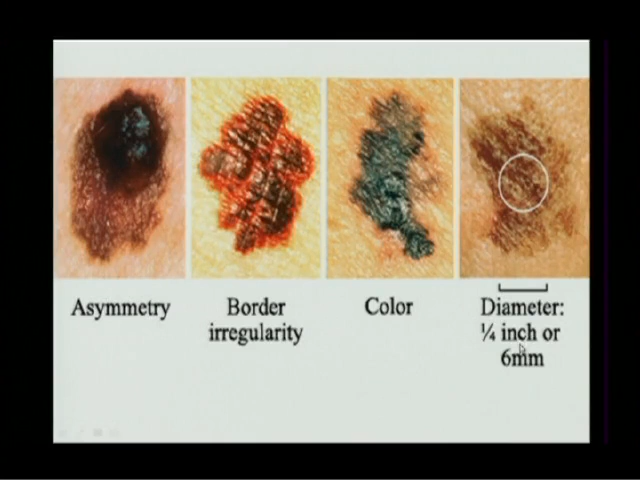 Asymmetry
Border
irregularity
Color
Diameter:
¼ inch or
6mm